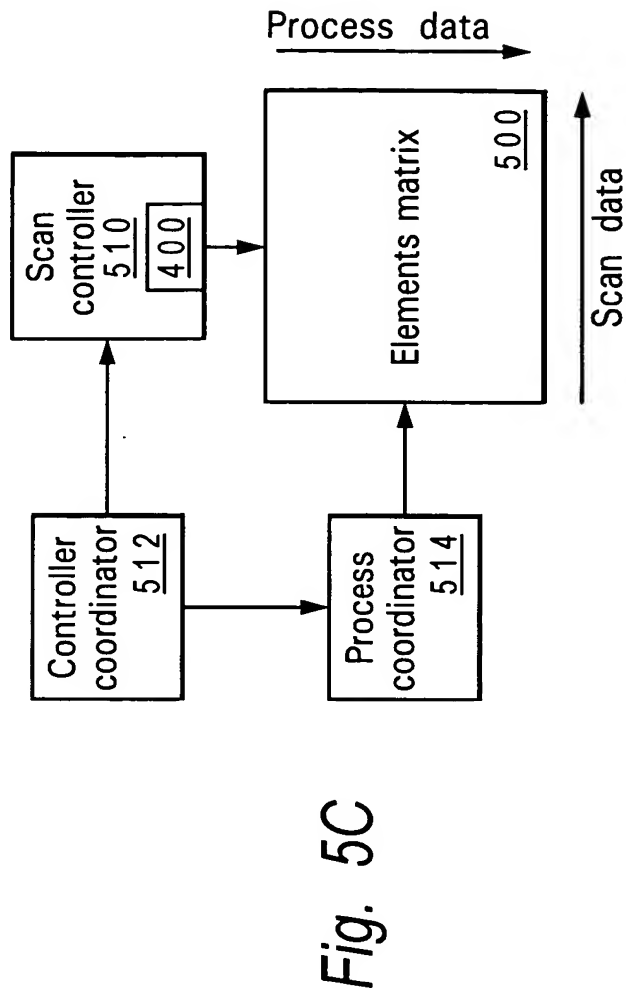 Controller
coordinator
512
Scan
controller
510
400
Process
coordinator
514
Elements matrix
500
Process data
Scan data
Fig. 5C